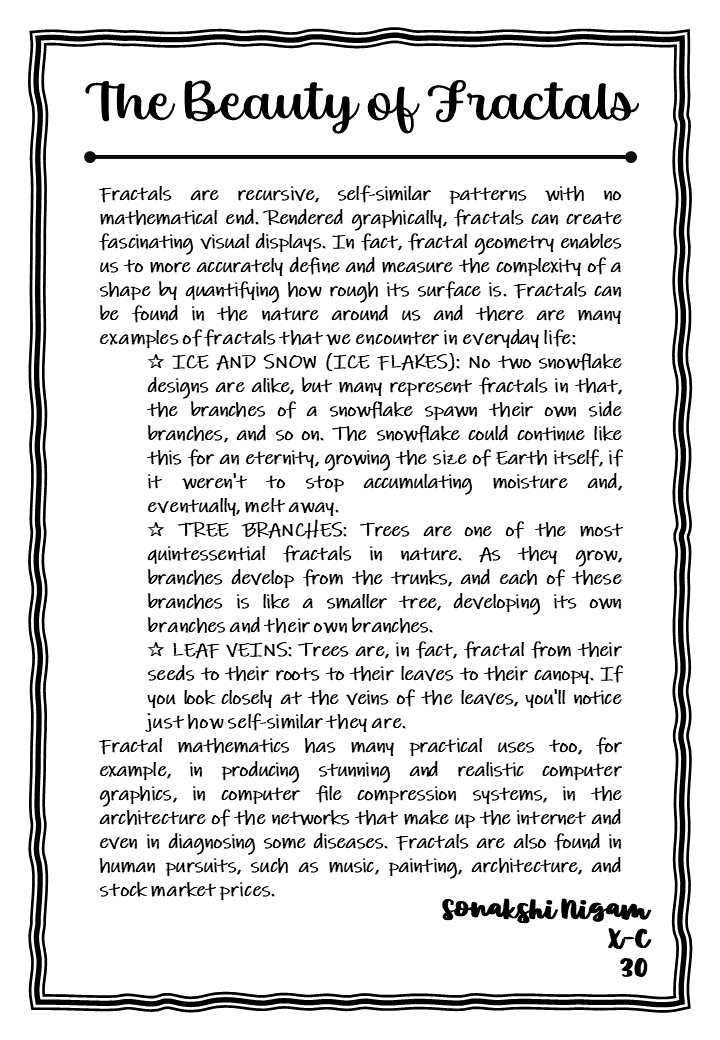 The Beauty of Fractals
Fractals are recursive, self-similar patterns with no
mathematical end. Rendered graphically, fractals can create
fascinating visual displays. In fact, fractal geometry enables
us to more accurately define and measure the complexity of a
shape by quantifying how rough its surface is. Fractals can
be found in the nature around us and there are many
examples of fractals that we encounter in everyday life:
☆ ICE AND SNOW (ICE FLAKES): No two snowflake
designs are alike, but many represent fractals in that,
the branches of a snowflake spawn their own side
branches, and so on. The snowflake could continue like
this for an eternity, growing the size of Earth itself, if
it weren't to stop accumulating moisture and,
eventually, melt away.
☆ TREE BRANCHES: Trees are one of the most
quintessential fractals in nature. As they grow,
branches develop from the trunks, and each of these
branches is like a smaller tree, developing its own
branches and their own branches.
☆ LEAF VEINS: Trees are, in fact, fractal from their
seeds to their roots to their leaves to their canopy. If
you look closely at the veins of the leaves, you'll notice
just how self-similar they are.
Fractal mathematics has many practical uses too, for
example, in producing stunning and realistic computer
graphics, in computer file compression systems, in the
architecture of the networks that make up the internet and
even in diagnosing some diseases. Fractals are also found in
human pursuits, such as music, painting, architecture, and
stock market prices.
Sonakshi Nigam
X-C
30